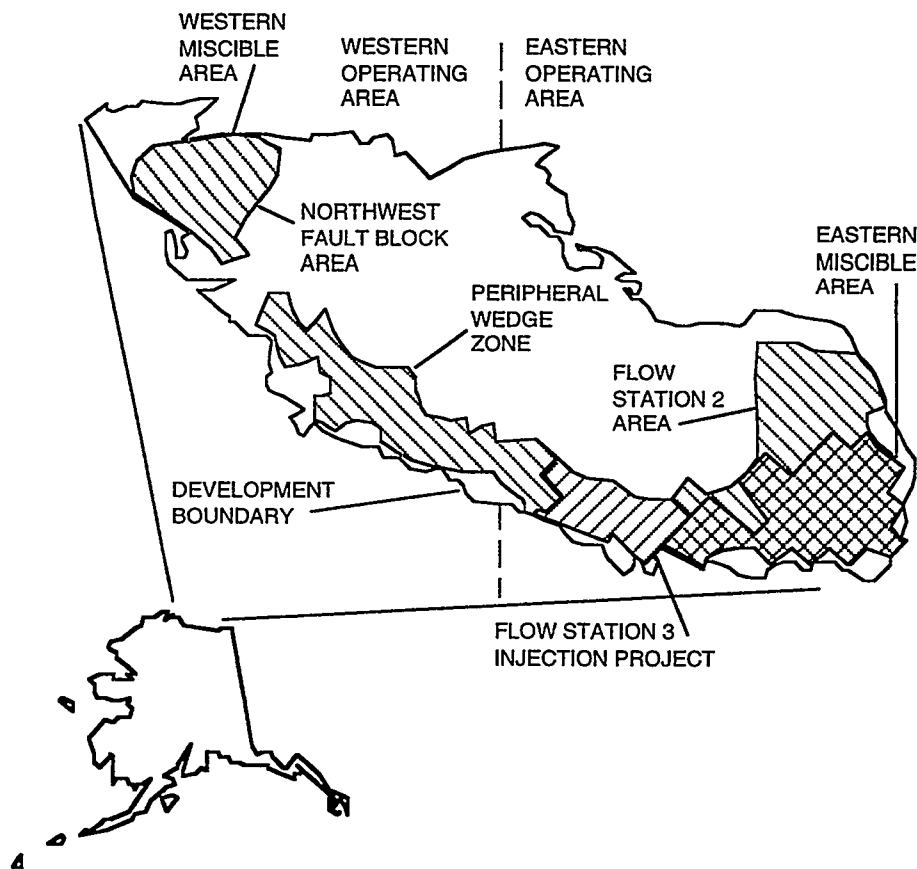 WESTERN
MISCIBLE
AREA
WESTERN
OPERATING
AREA
EASTERN
OPERATING
AREA
NORTHWEST
FAULT BLOCK
AREA
EASTERN
MISCIBLE
AREA
PERIPHERAL
WEDGE
ZONE
FLOW
STATION 2
AREA
DEVELOPMENT
BOUNDARY
FLOW STATION 3
INJECTION PROJECT